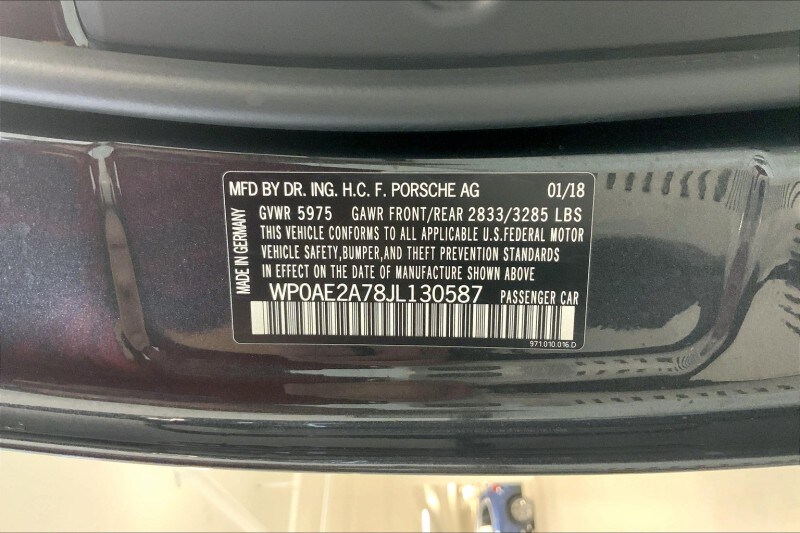 MFD BY DR. ING. H.C. F. PORSCHE AG 01/18
GVWR 5975 GAWR FRONT/REAR 2833/3285 LBS
THIS VEHICLE CONFORMS TO ALL APPLICABLE U.S.FEDERAL MOTOR
VEHICLE SAFETY,BUMPER,AND THEFT PREVENTION STANDARDS
IN EFFECT ON THE DATE OF MANUFACTURE SHOWN ABOVE
MADE IN GERMANY
WP0AE2A78JL130587 PASSENGER CAR
971.010.016.D